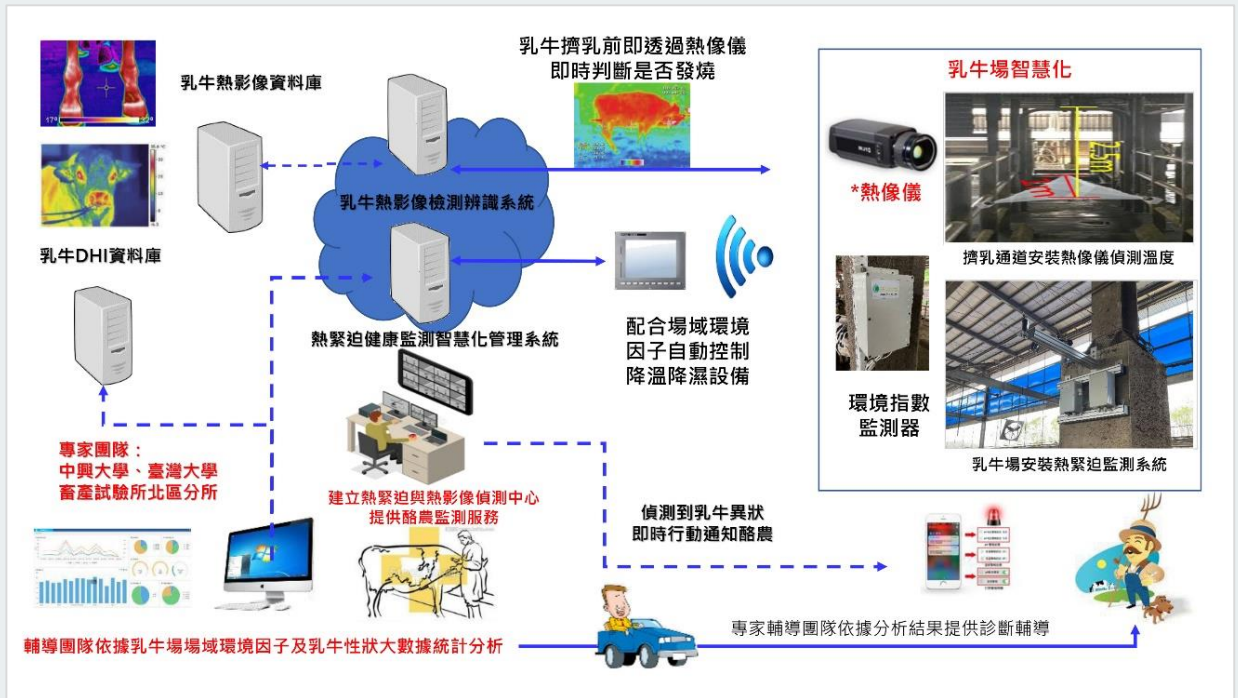 乳牛熱影像資料庫
17º
乳牛DHI資料庫
乳牛擠乳前即透過熱像儀
即時判斷是否發燒
乳牛熱影像檢測辨識系統
熱緊迫健康監測智慧化管理系統
配合場域環境
因子自動控制
降溫降濕設備
乳牛場智慧化
*熱像儀
擠乳通道安裝熱像儀偵測溫度
環境指數
監測器
乳牛場安裝熱緊迫監測系統
專家團隊：
中興大學、臺灣大學
畜產試驗所北區分所
建立熱緊迫與熱影像偵測中心
提供酪農監測服務
偵測到乳牛異狀
即時行動通知酪農
輔導團隊依據乳牛場場域環境因子及乳牛性狀大數據統計分析
專家輔導團隊依據分析結果提供診斷輔導